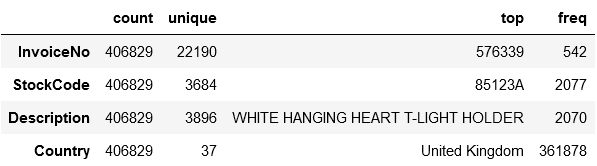 count unique top freq
InvoiceNo 406829 22190 576339 542
StockCode 406829 3684 85123A 2077
Description 406829 3896 WHITE HANGING HEART T-LIGHT HOLDER 2070
Country 406829 37 United Kingdom 361878